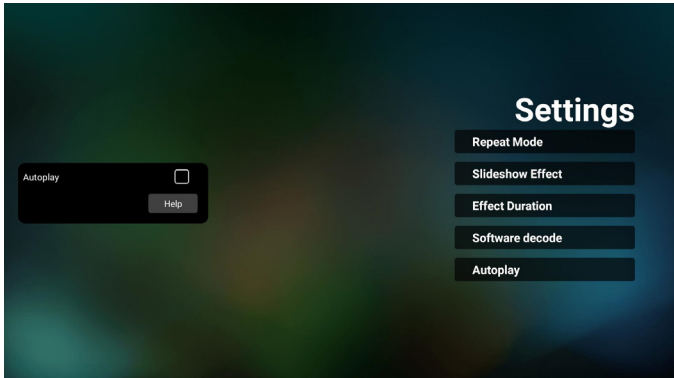 Settings
Repeat Mode
Slideshow Effect
Effect Duration
Software decode
Autoplay
Autoplay
Help